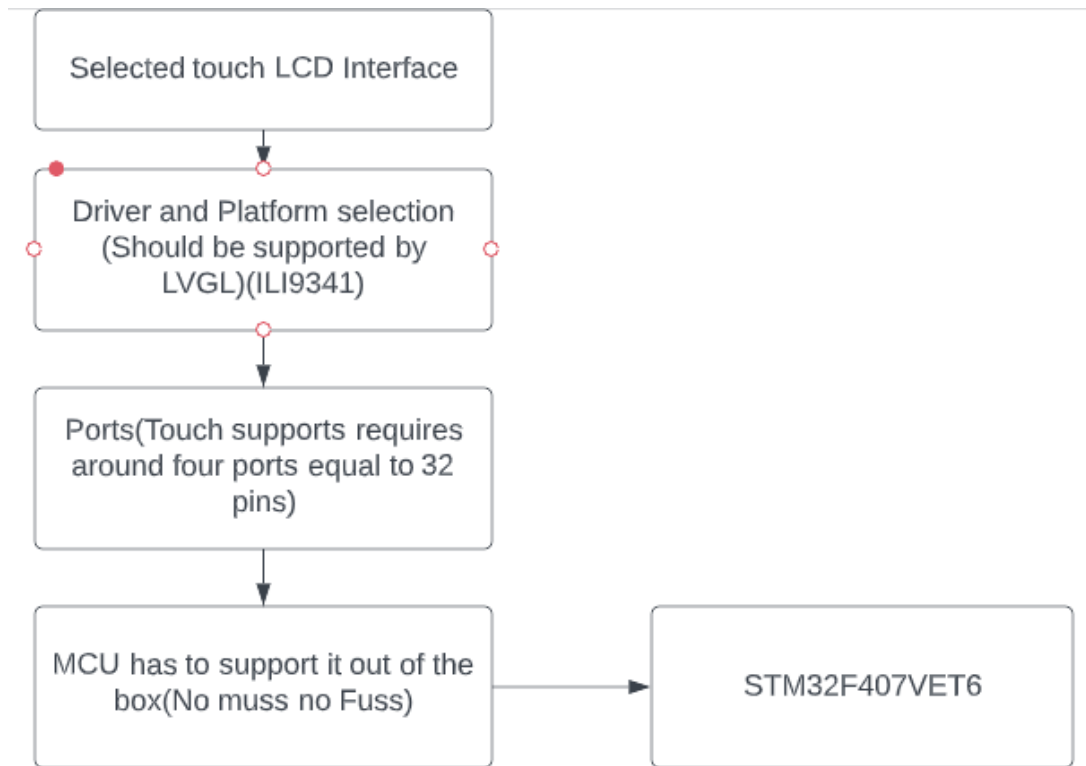 Selected touch LCD Interface
Driver and Platform selection
(Should be supported by
LVGL)(ILI9341)
Ports(Touch supports requires
around four ports equal to 32
pins)
MCU has to support it out of the
box(No muss no Fuss)
STM32F407VET6